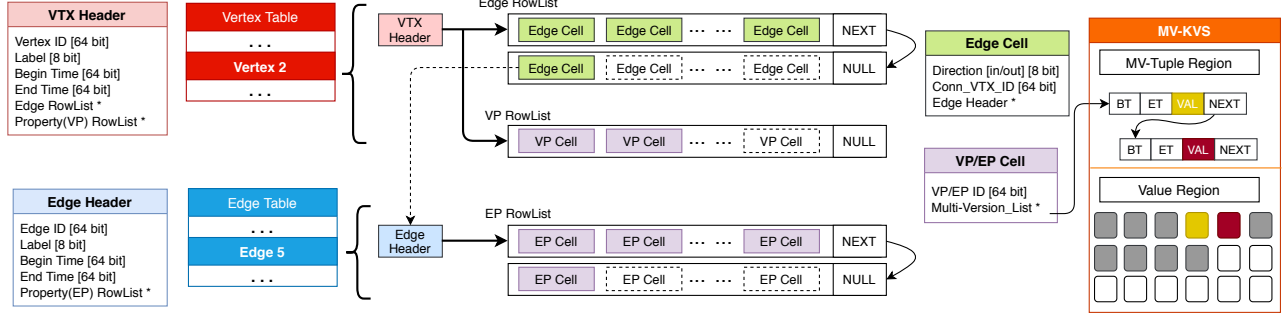 VTX Header
Vertex ID [64 bit]
Label [8 bit]
Begin Time [64 bit]
End Time [64 bit]
Edge RowList *
Property(VP) RowList *
Vertex Table
...
Vertex 2
...
VTX
Header
Edge RowList
Edge Cell Edge Cell ... ... Edge Cell NEXT
Edge Cell Edge Cell ... ... Edge Cell NULL
VP RowList
VP Cell VP Cell ... ... VP Cell NULL
Edge Cell
Direction [in/out] [8 bit]
Conn_VTX_ID [64 bit]
Edge Header *
VP/EP Cell
VP/EP ID [64 bit]
Multi-Version_List *
MV-KVS
MV-Tuple Region
BT ET VAL NEXT
BT ET VAL NEXT
Value Region
Edge Header
Edge ID [64 bit]
Label [8 bit]
Begin Time [64 bit]
End Time [64 bit]
Property(EP) RowList *
Edge Table
...
Edge 5
...
Edge
Header
EP RowList
EP Cell EP Cell ... ... EP Cell NEXT
EP Cell EP Cell ... ... EP Cell NULL